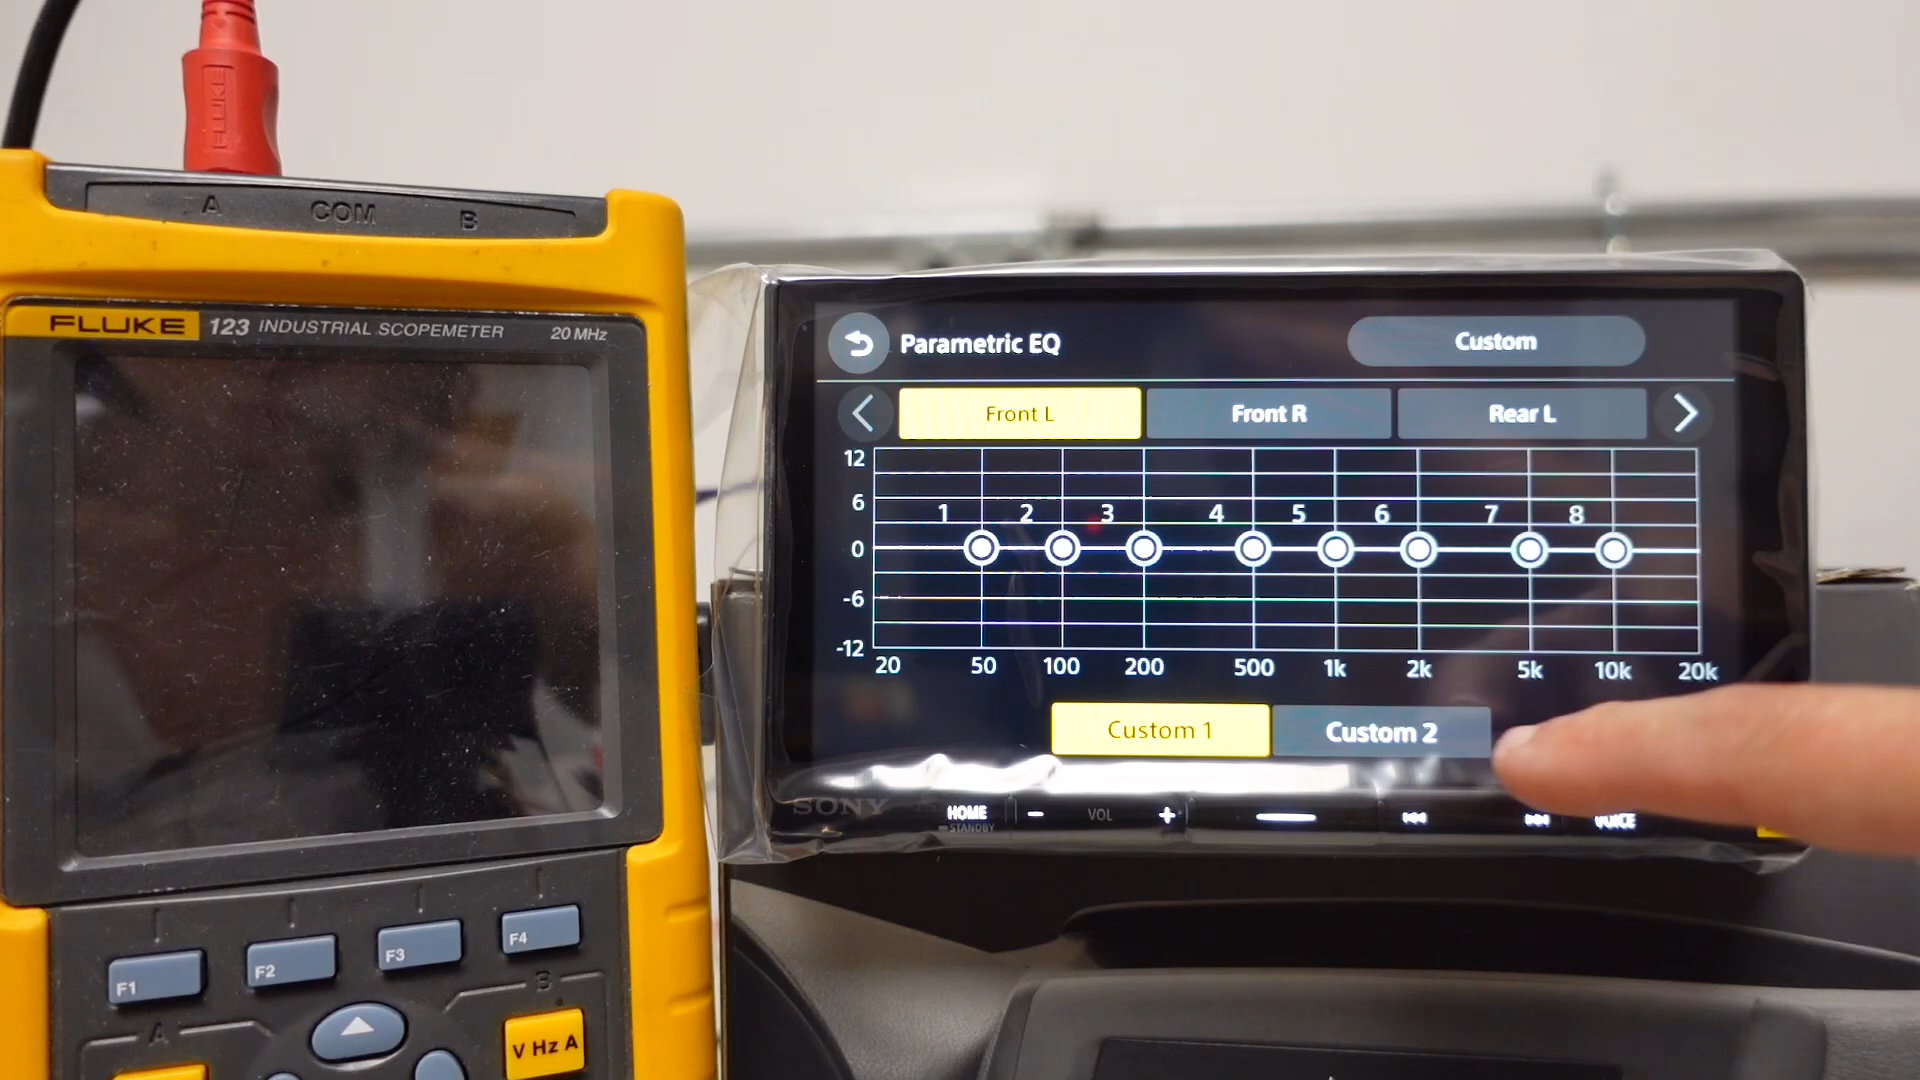 FLUKE
A COM B
FLUKE 123 INDUSTRIAL SCOPEMETER 20 MHz
F1 F2 F3 F4
A
B
V Hz A
Parametric EQ Custom
Front L Front R Rear L
12
6
0
-6
-12
1 2 3 4 5 6 7 8
20 50 100 200 500 1k 2k 5k 10k 20k
Custom 1 Custom 2
SONY
HOME - VOL +
STANDBY
VOICE